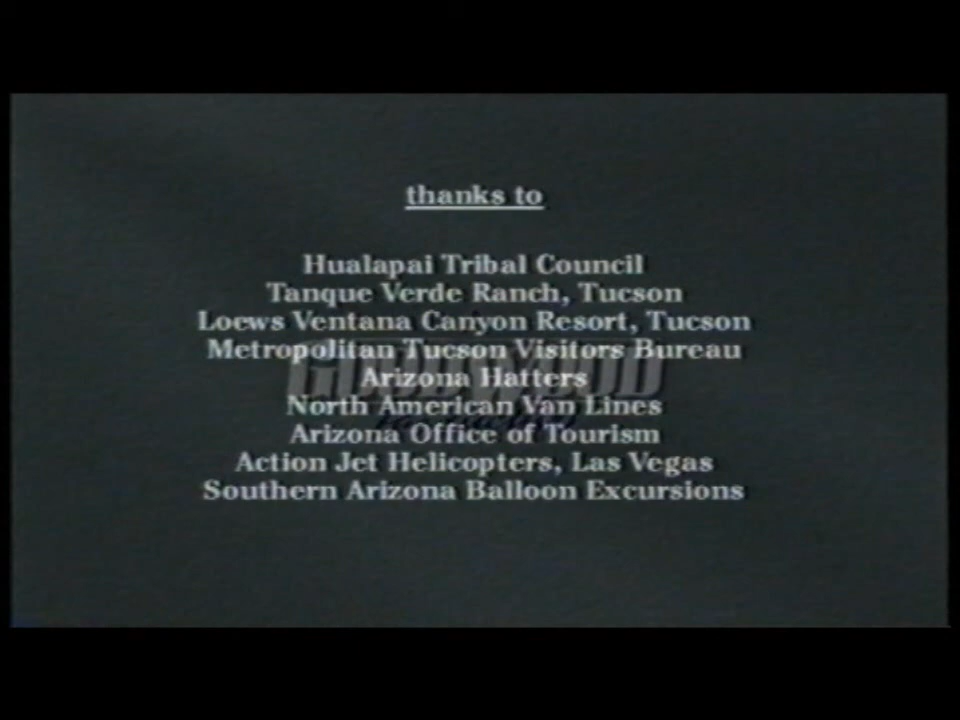 thanks to
Hualapai Tribal Council
Tanque Verde Ranch, Tucson
Loews Ventana Canyon Resort, Tucson
Metropolitan Tucson Visitors Bureau
Arizona Hatters
North American Van Lines
Arizona Office of Tourism
Action Jet Helicopters, Las Vegas
Southern Arizona Balloon Excursions